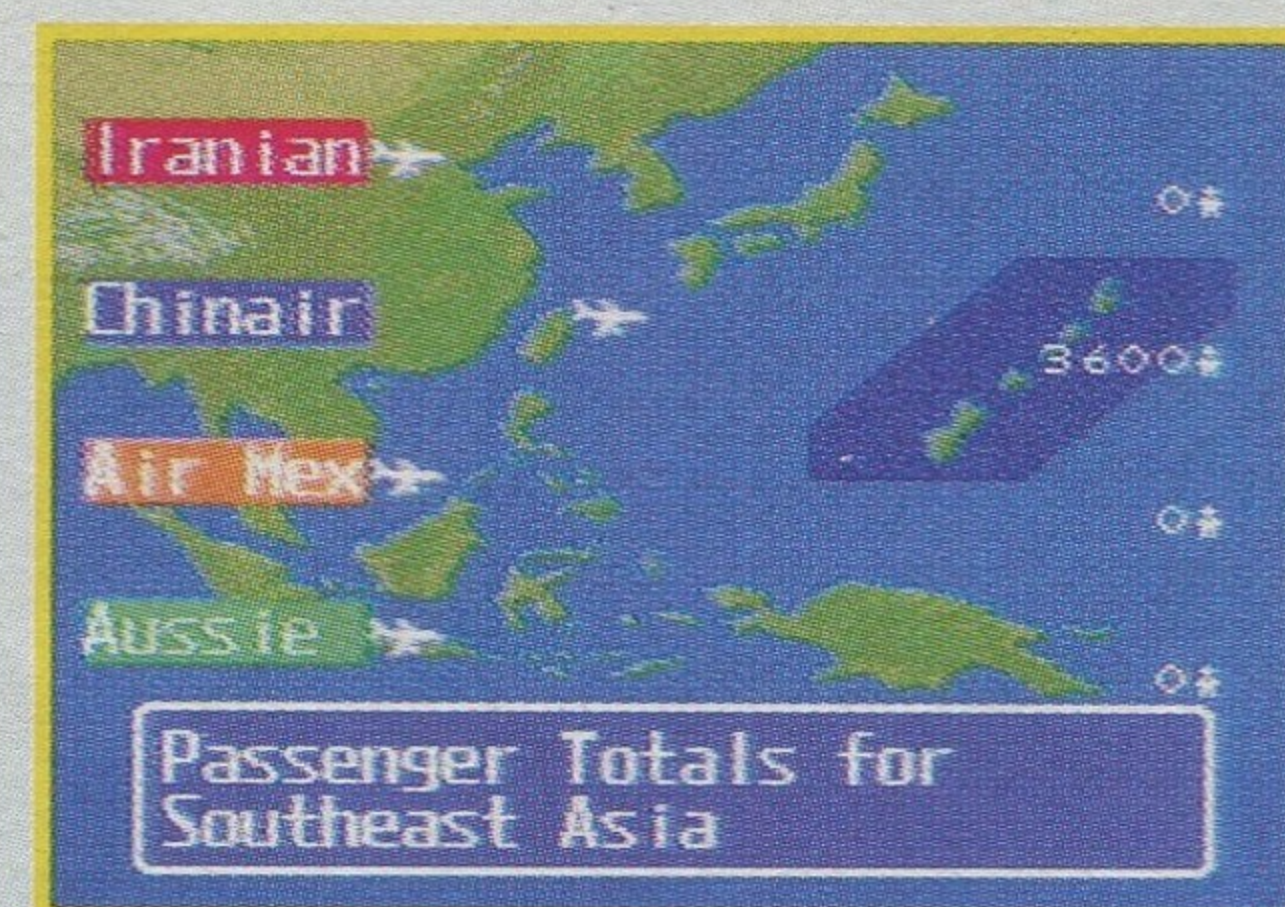 Iranian
0
Chinair
3600
Air Mex
0
Aussie
0
Passenger Totals for
Southeast Asia